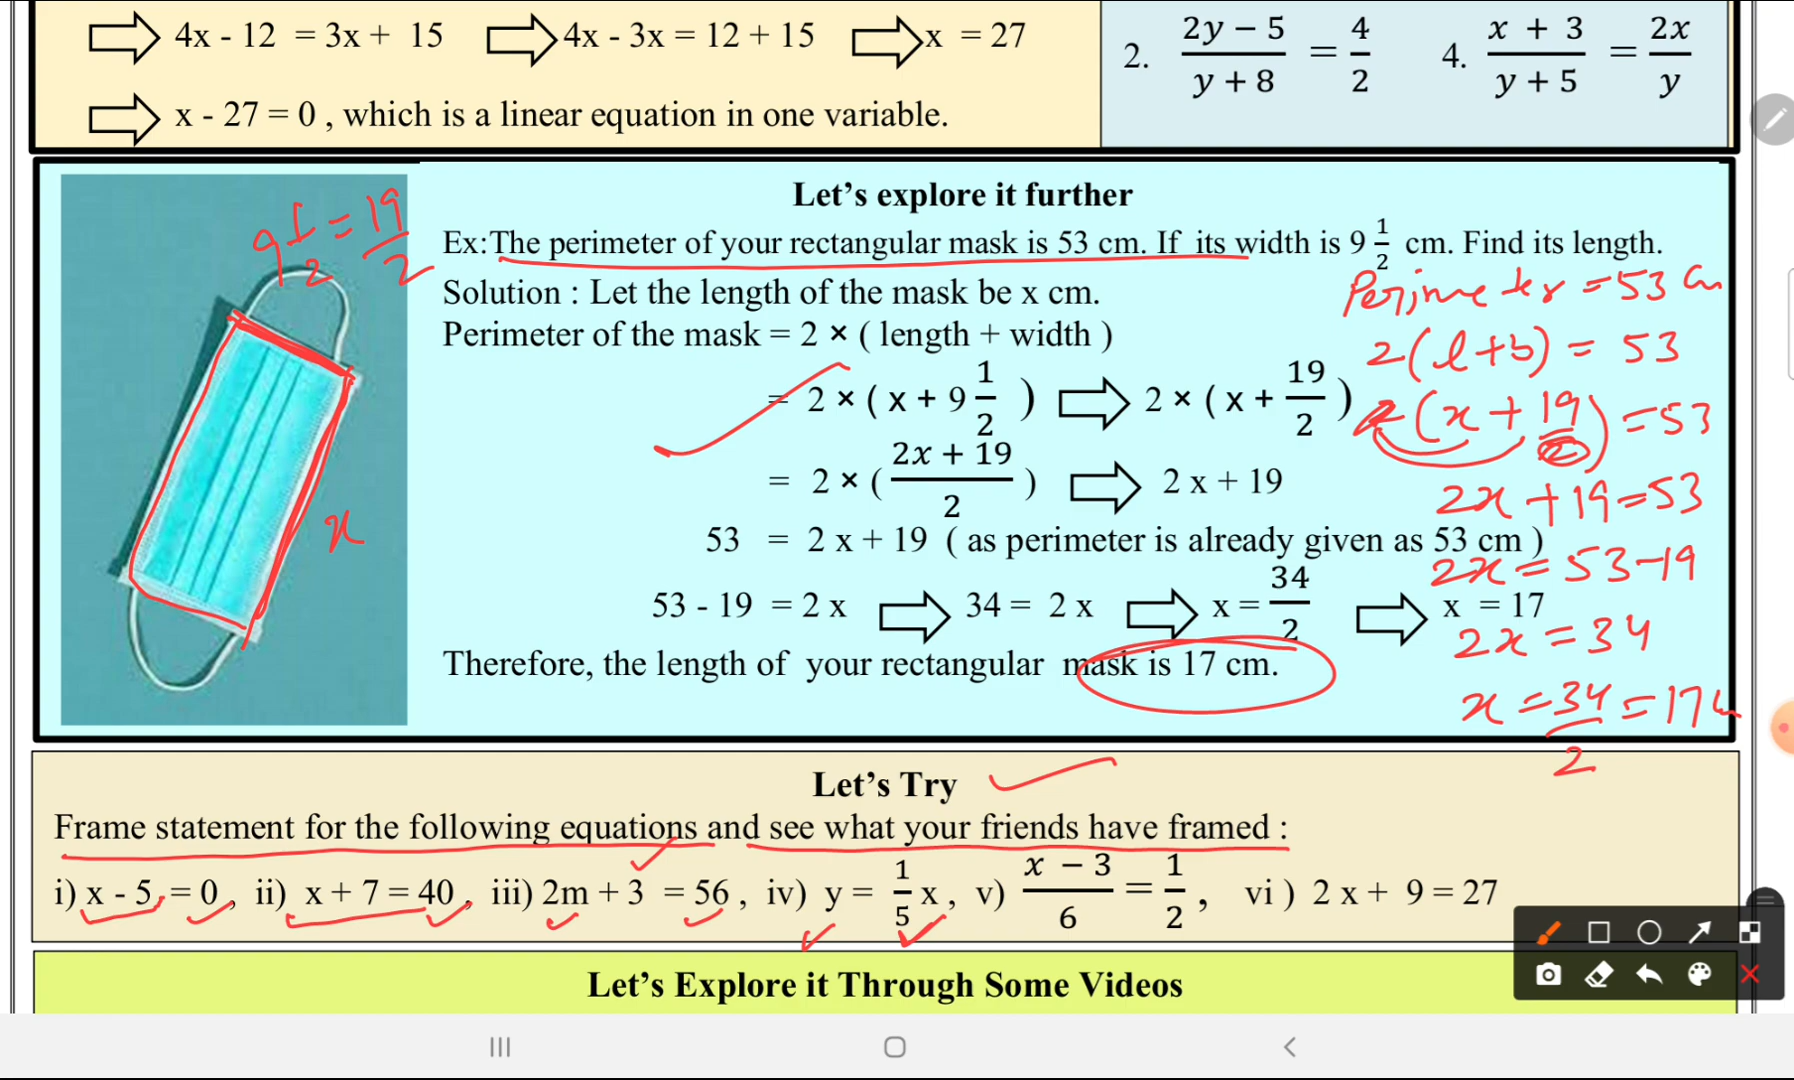 4x - 12 = 3x + 15 4x - 3x = 12 + 15 x = 27
x - 27 = 0 , which is a linear equation in one variable.
2. (2y − 5)/(y + 8) = 4/2 4. (x + 3)/(y + 5) = 2x/y
Let's explore it further
9 1/2 = 19/2
x
Ex:The perimeter of your rectangular mask is 53 cm. If its width is 9 1/2 cm. Find its length.
Solution : Let the length of the mask be x cm.
Perimeter of the mask = 2 × ( length + width )
= 2 × ( x + 9 1/2 ) 2 × ( x + 19/2 )
= 2 × ( (2x + 19)/2 ) 2 x + 19
53 = 2 x + 19 ( as perimeter is already given as 53 cm )
53 - 19 = 2 x 34 = 2 x x = 34/2 x = 17
Therefore, the length of your rectangular mask is 17 cm.
Perimeter = 53 cm
2(l+b) = 53
2(x + 19/2) = 53
2x + 19 = 53
2x = 53-19
2x = 34
x = 34/2 = 17
Let's Try
Frame statement for the following equations and see what your friends have framed :
i) x - 5 = 0 , ii) x + 7 = 40 , iii) 2m + 3 = 56 , iv) y = 1/5 x , v) (x − 3)/6 = 1/2 , vi ) 2 x + 9 = 27
Let's Explore it Through Some Videos